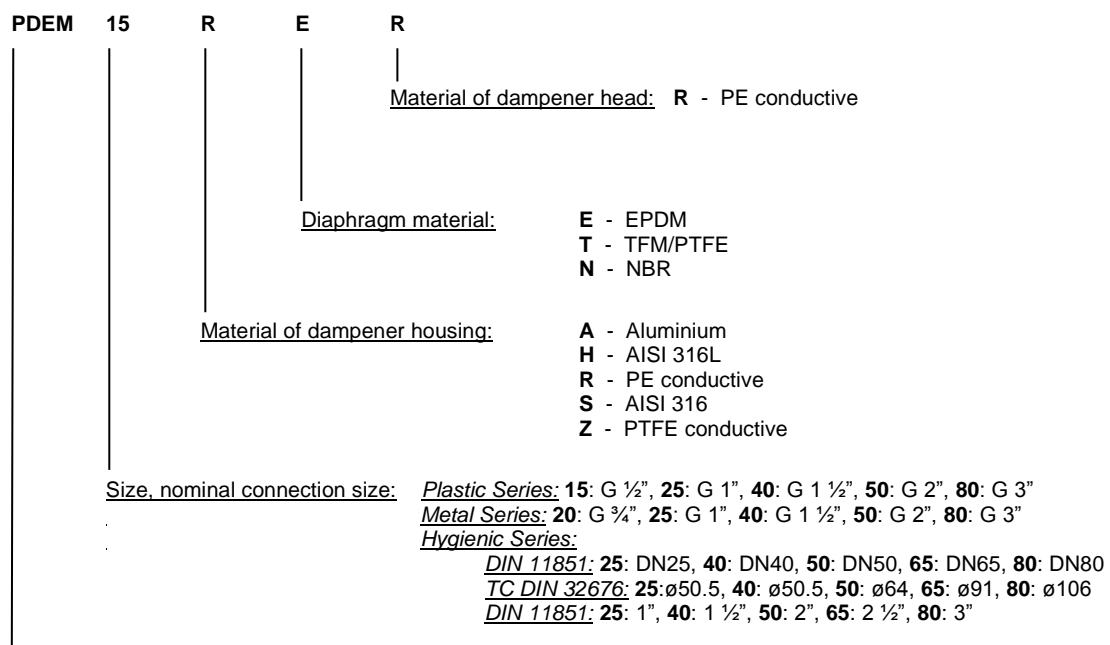 PDEM 15 R E R
Material of dampener head: R - PE conductive
Diaphragm material: E - EPDM
T - TFM/PTFE
N - NBR
Material of dampener housing: A - Aluminium
H - AISI 316L
R - PE conductive
S - AISI 316
Z - PTFE conductive
Size, nominal connection size: Plastic Series: 15: G ½”, 25: G 1”, 40: G 1 ½”, 50: G 2”, 80: G 3”
Metal Series: 20: G ¾”, 25: G 1”, 40: G 1 ½”, 50: G 2”, 80: G 3”
Hygienic Series:
DIN 11851: 25: DN25, 40: DN40, 50: DN50, 65: DN65, 80: DN80
TC DIN 32676: 25:ø50.5, 40: ø50.5, 50: ø64, 65: ø91, 80: ø106
DIN 11851: 25: 1”, 40: 1 ½”, 50: 2”, 65: 2 ½”, 80: 3”